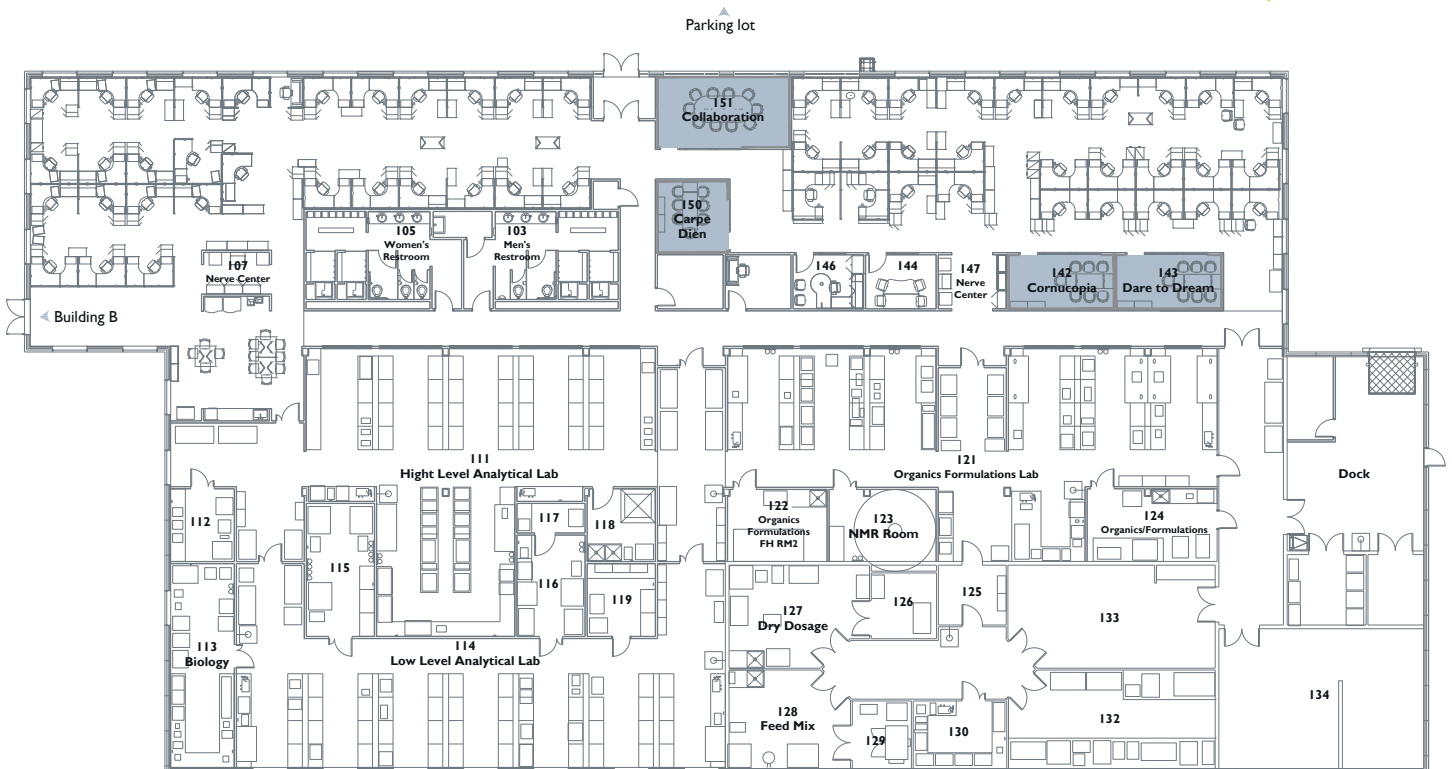 Parking lot
151
Collaboration
150
Carpe
Dien
105
Women's
Restroom
103
Men's
Restroom
107
Nerve Center
146
144
147
Nerve
Center
142
Cornucopia
143
Dare to Dream
Building B
111
Hight Level Analytical Lab
121
Organics Formulations Lab
Dock
112
117
118
122
Organics
Formulations
FH RM2
123
NMR Room
124
Organics/Formulations
115
116
119
127
Dry Dosage
126
125
133
113
Biology
114
Low Level Analytical Lab
128
Feed Mix
129
130
132
134